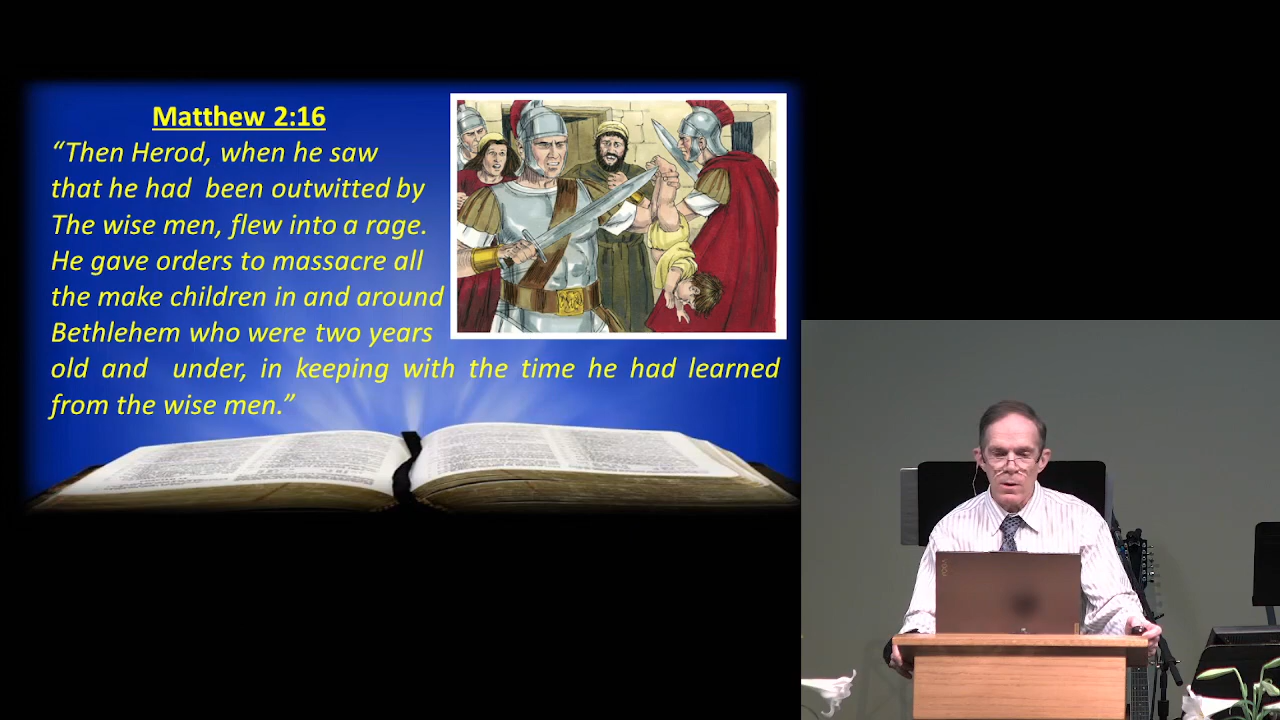 Matthew 2:16
“Then Herod, when he saw
that he had been outwitted by
The wise men, flew into a rage.
He gave orders to massacre all
the make children in and around
Bethlehem who were two years
old and under, in keeping with the time he had learned
from the wise men.”